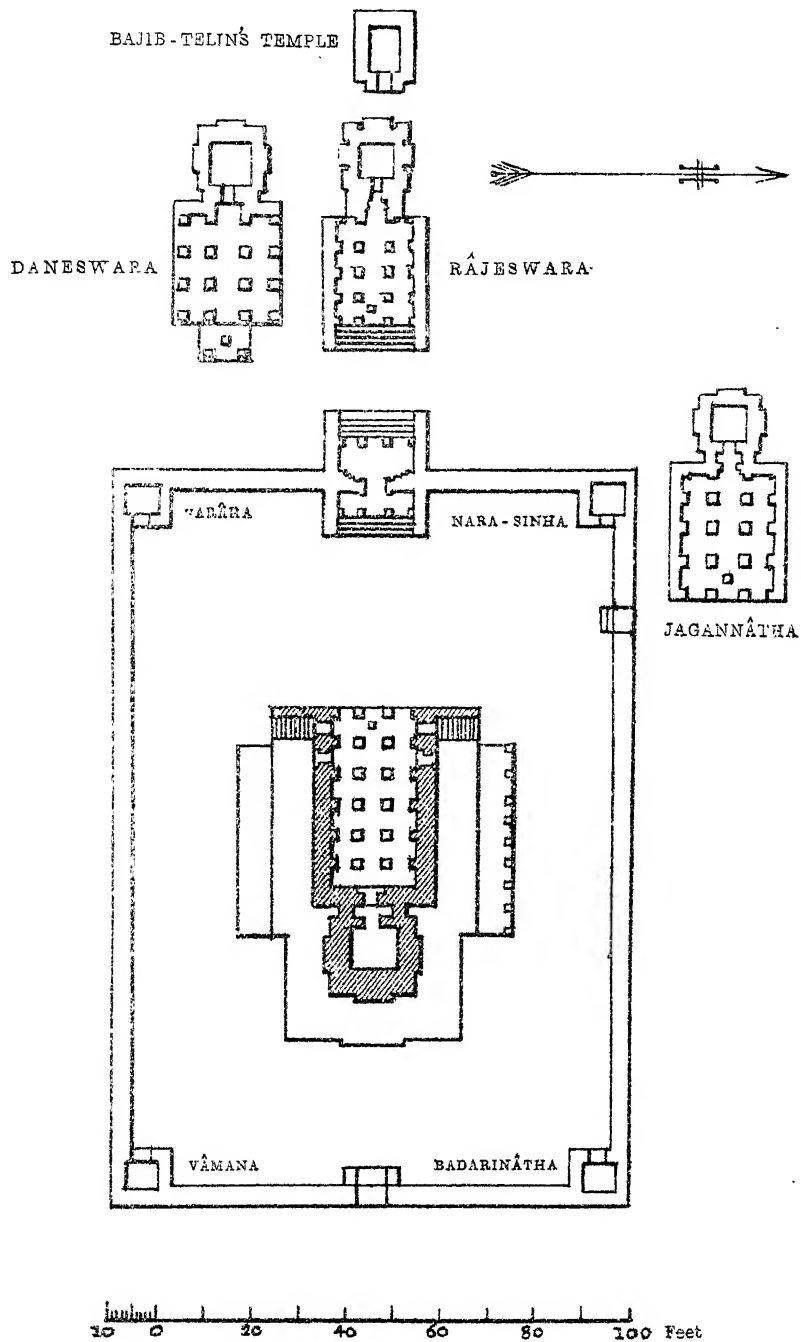 BAJIB-TELIN'S TEMPLE
DANESWARA
RÂJESWARA
NARA-SINHA
JAGANNÂTHA
VÂMANA
BADARINÂTHA
10 0 20 40 60 80 100 Feet